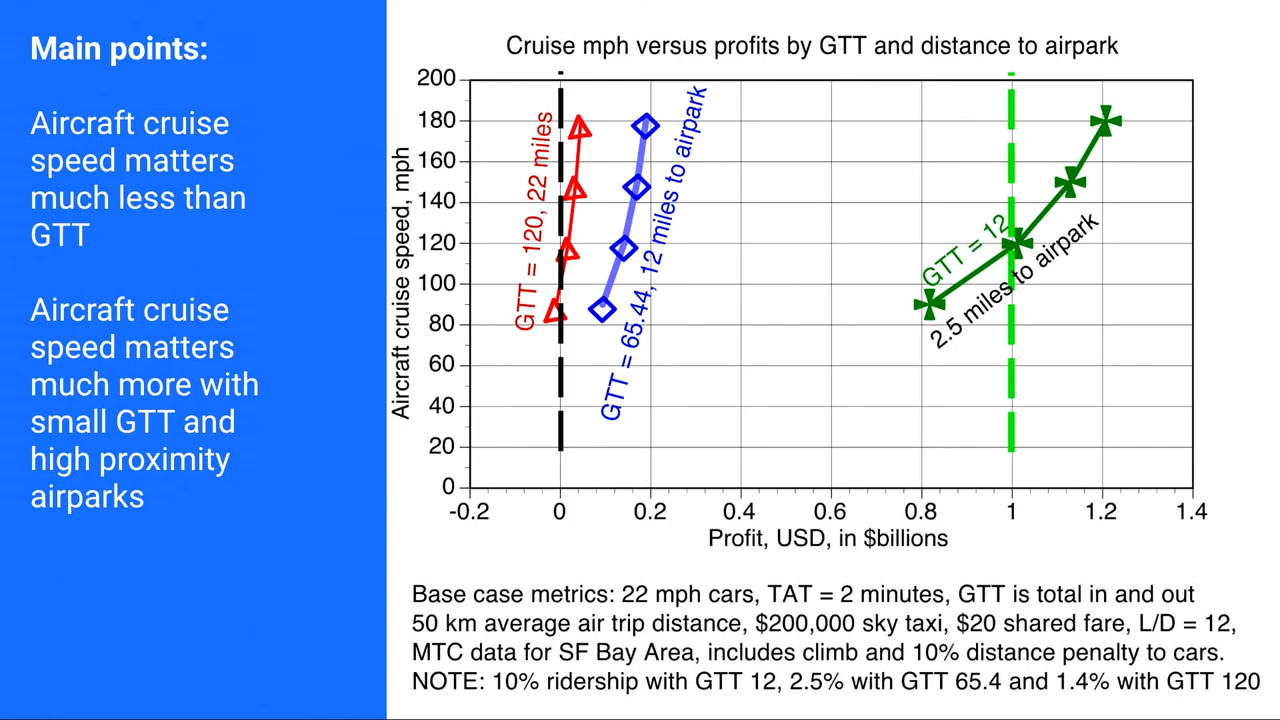 Main points:
Aircraft cruise
speed matters
much less than
GTT
Aircraft cruise
speed matters
much more with
small GTT and
high proximity
airparks
Cruise mph versus profits by GTT and distance to airpark
Aircraft cruise speed, mph
200
180
160
140
120
100
80
60
40
20
0
GTT = 120, 22 miles
GTT = 65.44, 12 miles to airpark
GTT = 12
2.5 miles to airpark
-0.2 0 0.2 0.4 0.6 0.8 1 1.2 1.4
Profit, USD, in $billions
Base case metrics: 22 mph cars, TAT = 2 minutes, GTT is total in and out
50 km average air trip distance, $200,000 sky taxi, $20 shared fare, L/D = 12,
MTC data for SF Bay Area, includes climb and 10% distance penalty to cars.
NOTE: 10% ridership with GTT 12, 2.5% with GTT 65.4 and 1.4% with GTT 120